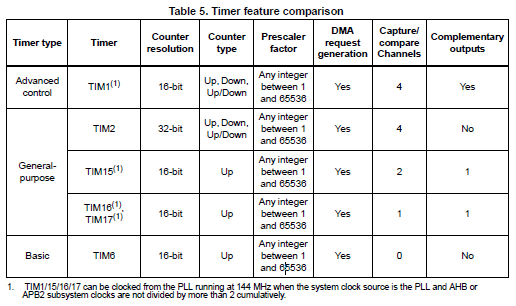 Table 5. Timer feature comparison
Timer type Timer Counter resolution Counter type Prescaler factor DMA request generation Capture/ compare Channels Complementary outputs
Advanced control TIM1(1) 16-bit Up, Down, Up/Down Any integer between 1 and 65536 Yes 4 Yes
General-purpose
TIM2 32-bit Up, Down, Up/Down Any integer between 1 and 65536 Yes 4 No
TIM15(1) 16-bit Up Any integer between 1 and 65536 Yes 2 1
TIM16(1), TIM17(1) 16-bit Up Any integer between 1 and 65536 Yes 1 1
Basic TIM6 16-bit Up Any integer between 1 and 65536 Yes 0 No
1. TIM1/15/16/17 can be clocked from the PLL running at 144 MHz when the system clock source is the PLL and AHB or
APB2 subsystem clocks are not divided by more than 2 cumulatively.